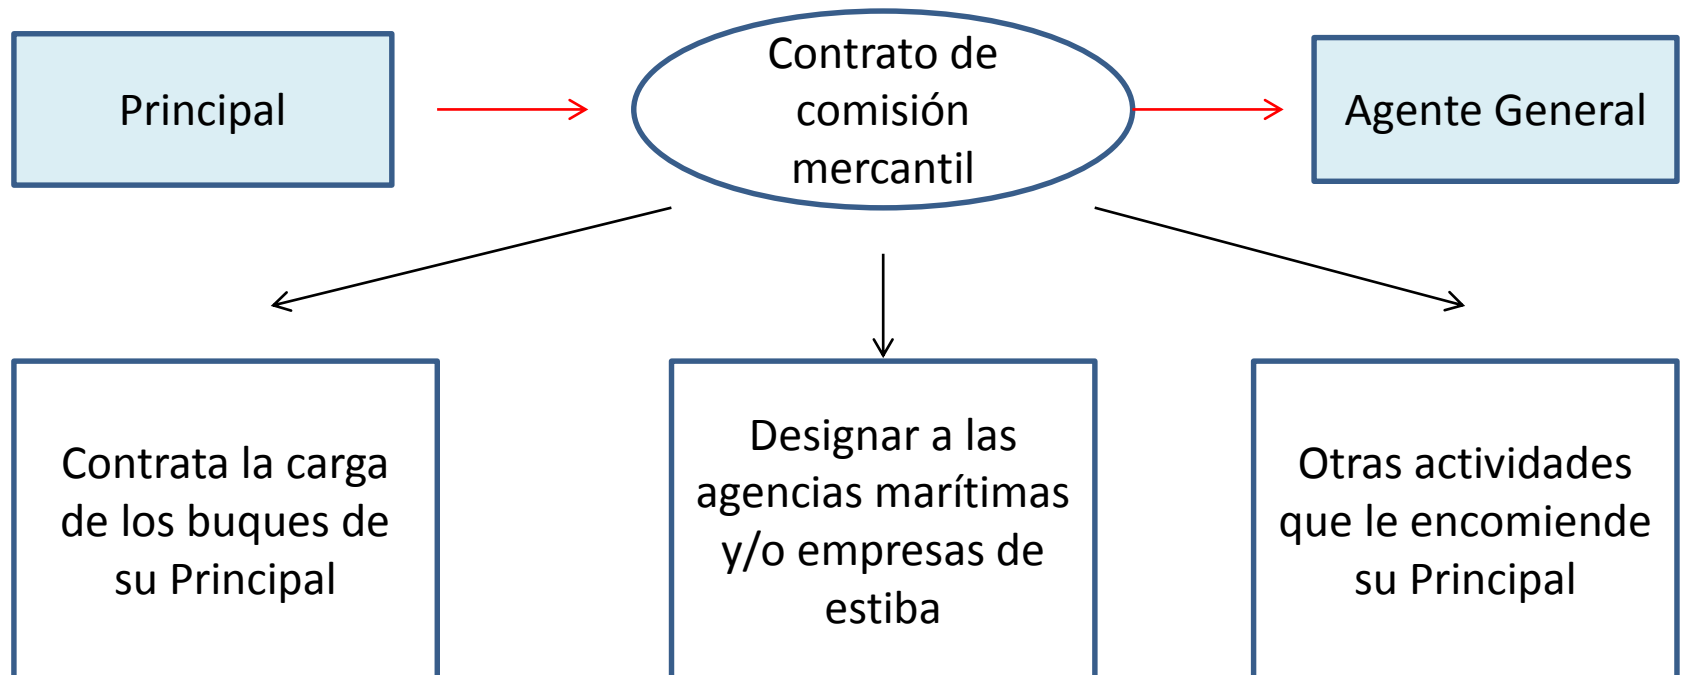 Principal
Contrato de
comisión
mercantil
Agente General
Contrata la carga
de los buques de
su Principal
Designar a las
agencias marítimas
y/o empresas de
estiba
Otras actividades
que le encomiende
su Principal